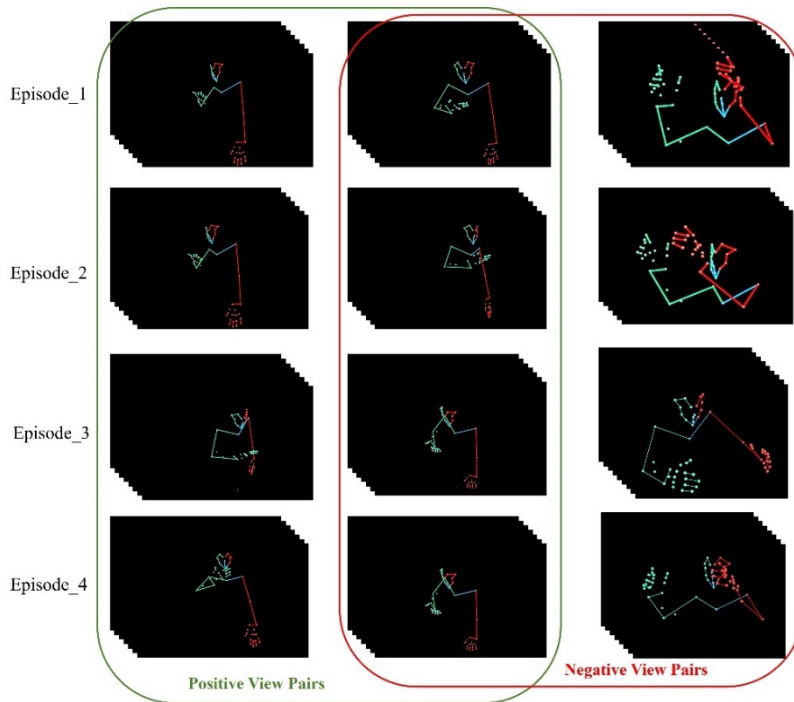 Episode_1
Episode_2
Episode_3
Episode_4
Positive View Pairs
Negative View Pairs